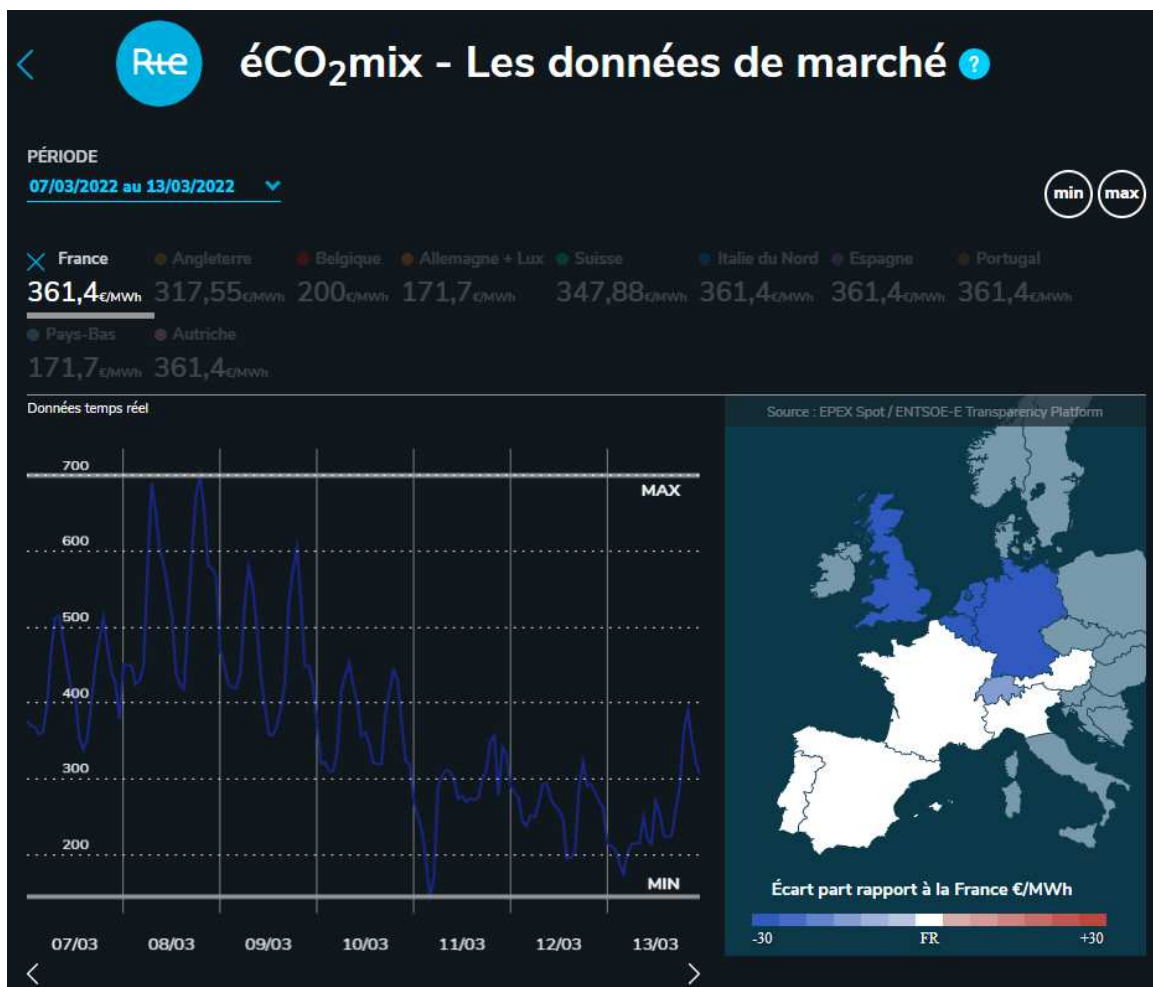 Rte
éCO2mix - Les données de marché ?
PÉRIODE
07/03/2022 au 13/03/2022
min max
France Angleterre Belgique Allemagne + Lux Suisse Italie du Nord Espagne Portugal
361,4€/MWh 317,55€/MWh 200€/MWh 171,7€/MWh 347,88€/MWh 361,4€/MWh 361,4€/MWh 361,4€/MWh
Pays-Bas Autriche
171,7€/MWh 361,4€/MWh
Données temps réel
Source : EPEX Spot / ENTSOE-E Transparency Platform
700
MAX
600
500
400
300
200
MIN
07/03 08/03 09/03 10/03 11/03 12/03 13/03
Écart part rapport à la France €/MWh
-30 FR +30